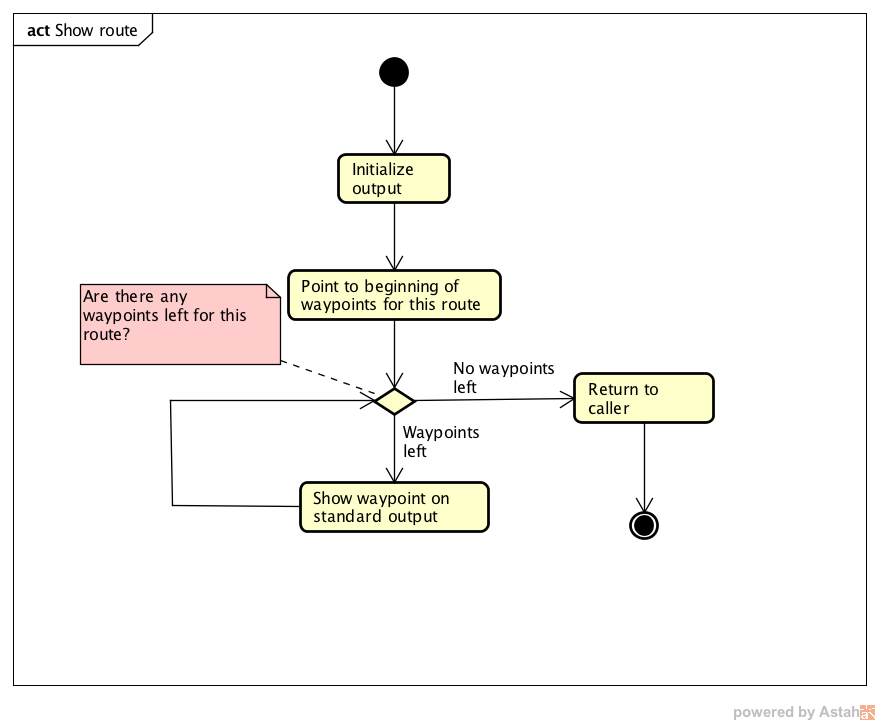 act Show route
Initialize
output
Point to beginning of
waypoints for this route
Are there any
waypoints left for this
route?
No waypoints
left
Return to
caller
Waypoints
left
Show waypoint on
standard output
powered by Astah